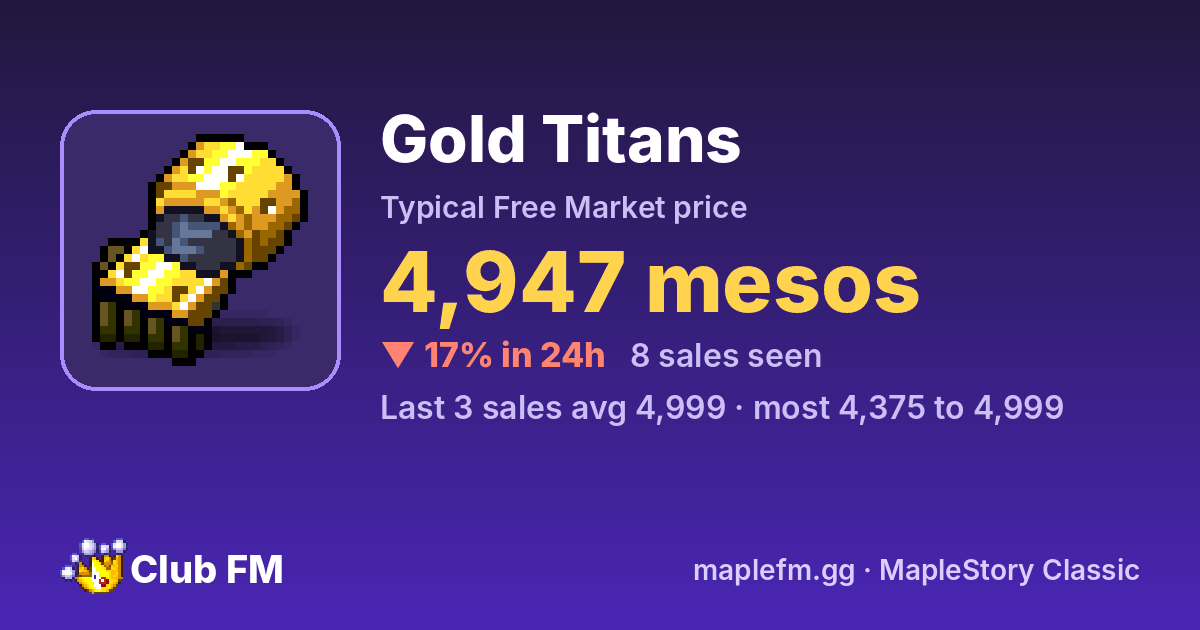 Gold Titans
Typical Free Market price
4,947 mesos
▼ 17% in 24h 8 sales seen
Last 3 sales avg 4,999 · most 4,375 to 4,999
Club FM
maplefm.gg · MapleStory Classic